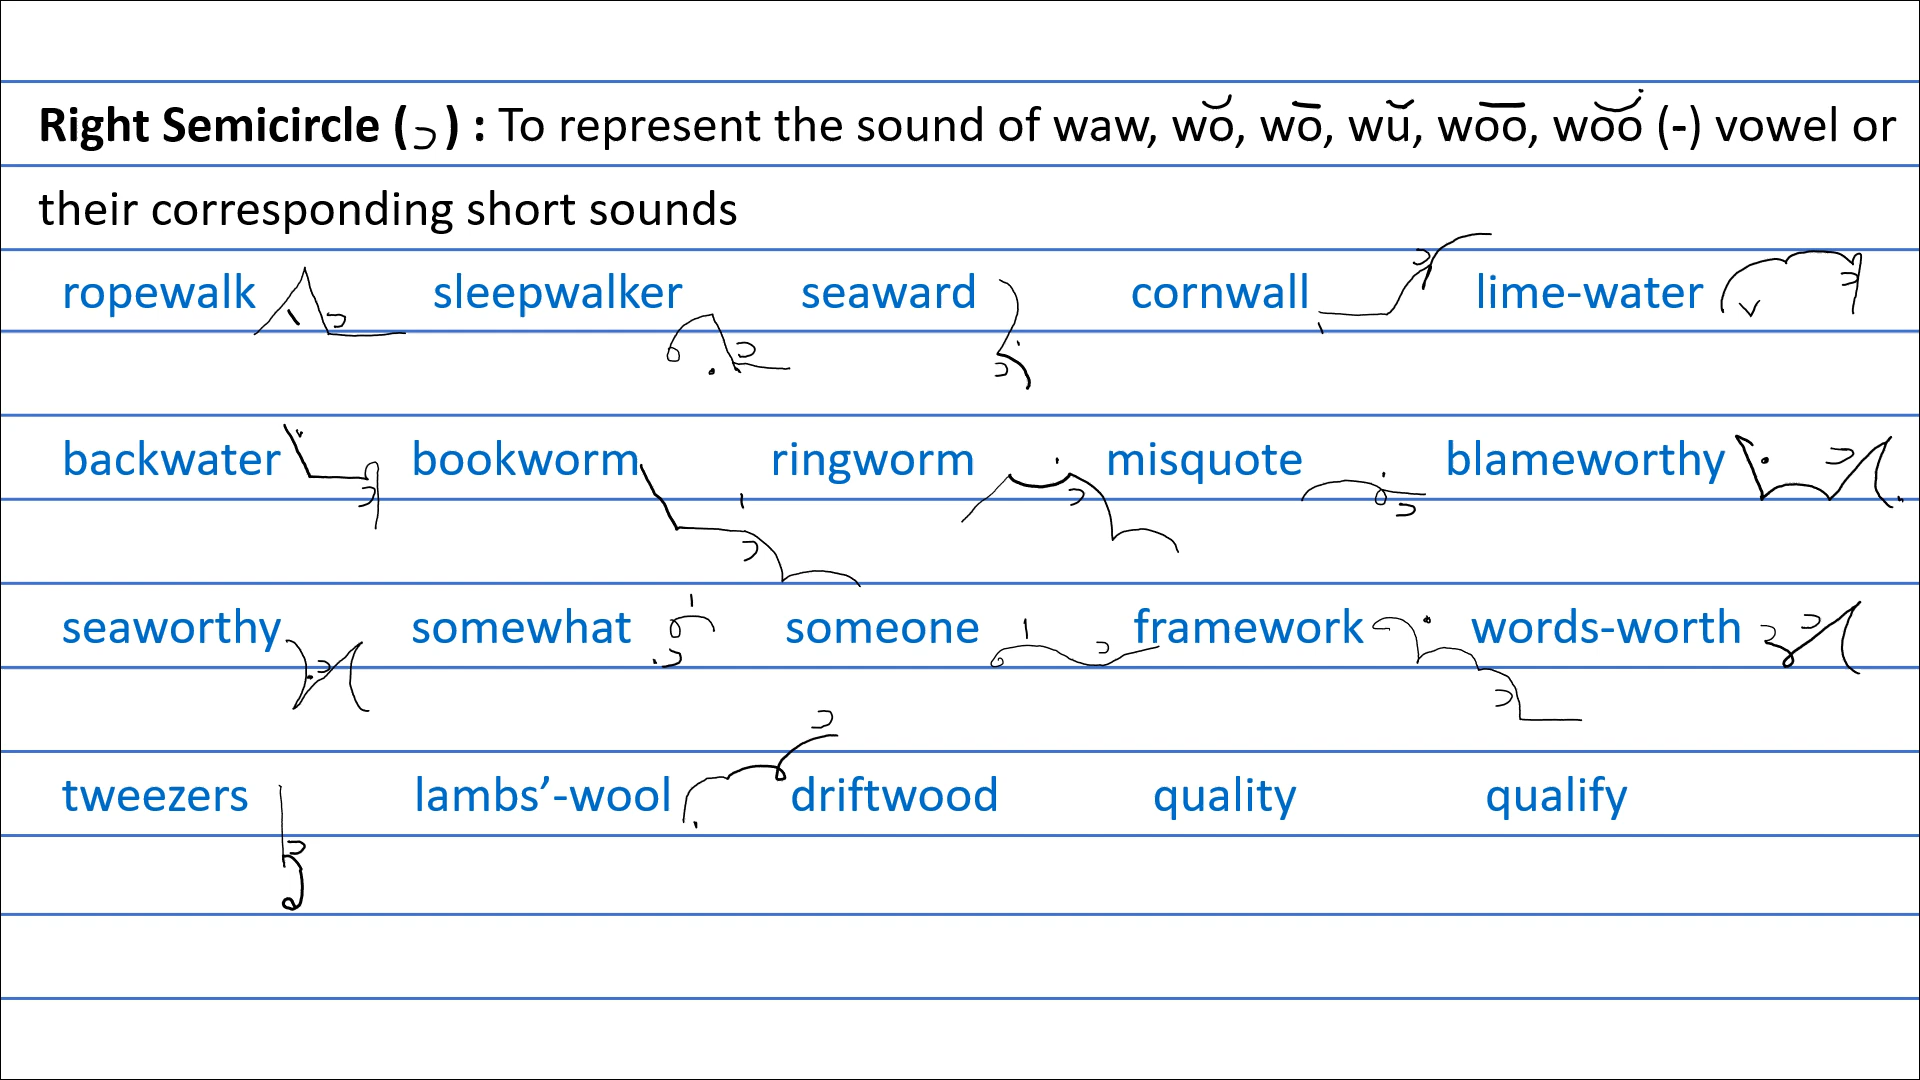 Right Semicircle (ↄ) : To represent the sound of waw, wŏ, wō, wŭ, wōō, wŏŏ (-) vowel or
their corresponding short sounds
ropewalk sleepwalker seaward cornwall lime-water
backwater bookworm ringworm misquote blameworthy
seaworthy somewhat someone framework words-worth
tweezers lambs’-wool driftwood quality qualify